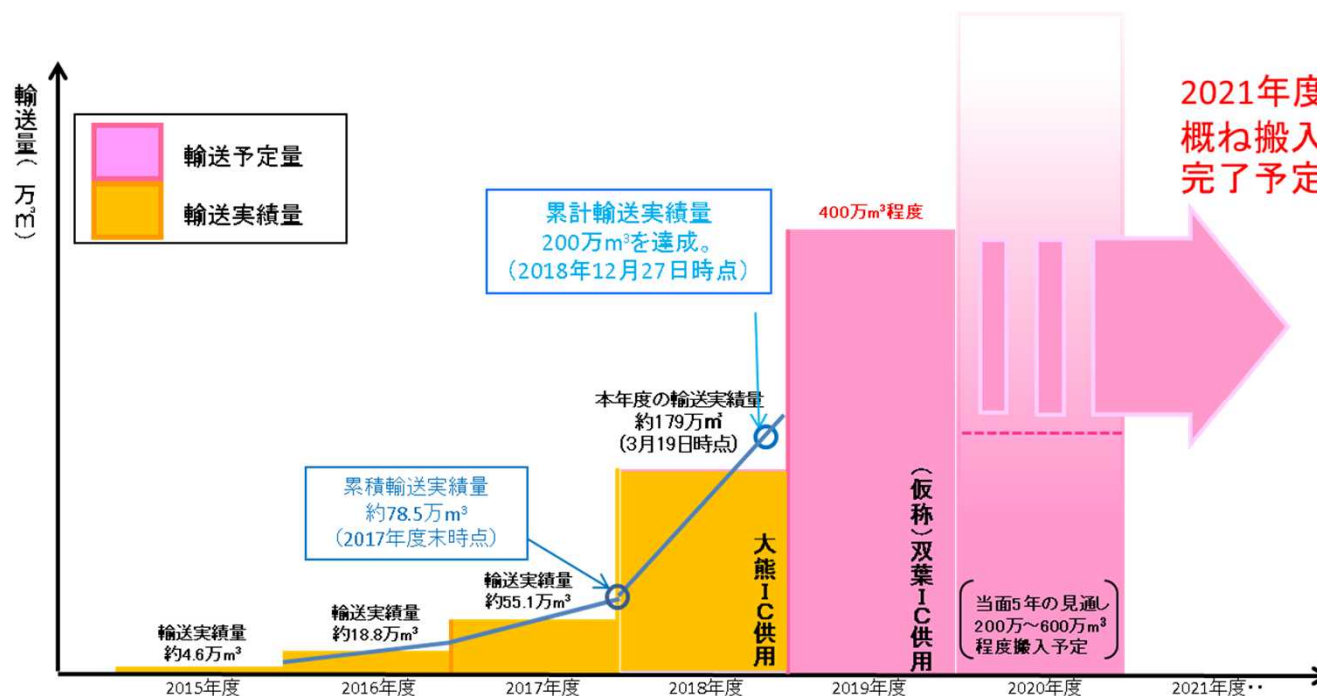 輸送量(万㎥)
輸送予定量
輸送実績量
2021年度
概ね搬入
完了予定
400万m³程度
累計輸送実績量
200万m³を達成。
(2018年12月27日時点)
本年度の輸送実績量
約179万㎥
(3月19日時点)
累積輸送実績量
約78.5万m³
(2017年度末時点)
輸送実績量
約55.1万m³
輸送実績量
約18.8万m³
輸送実績量
約4.6万m³
大熊IC供用
(仮称)双葉IC供用
当面5年の見通し
200万~600万m³
程度搬入予定
2015年度
2016年度
2017年度
2018年度
2019年度
2020年度
2021年度‥